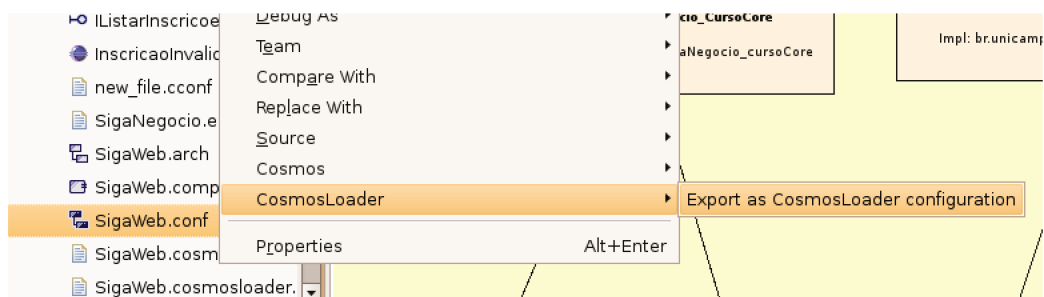 IListarInscricoe
InscricaoInvalid
new_file.cconf
SigaNegocio.e
SigaWeb.arch
SigaWeb.comp
SigaWeb.conf
SigaWeb.cosm
SigaWeb.cosmosloader.
Debug As
Team
Compare With
Replace With
Source
Cosmos
CosmosLoader
Properties Alt+Enter
Export as CosmosLoader configuration
cio_CursoCore
aNegocio_cursoCore
Impl: br.unicamp